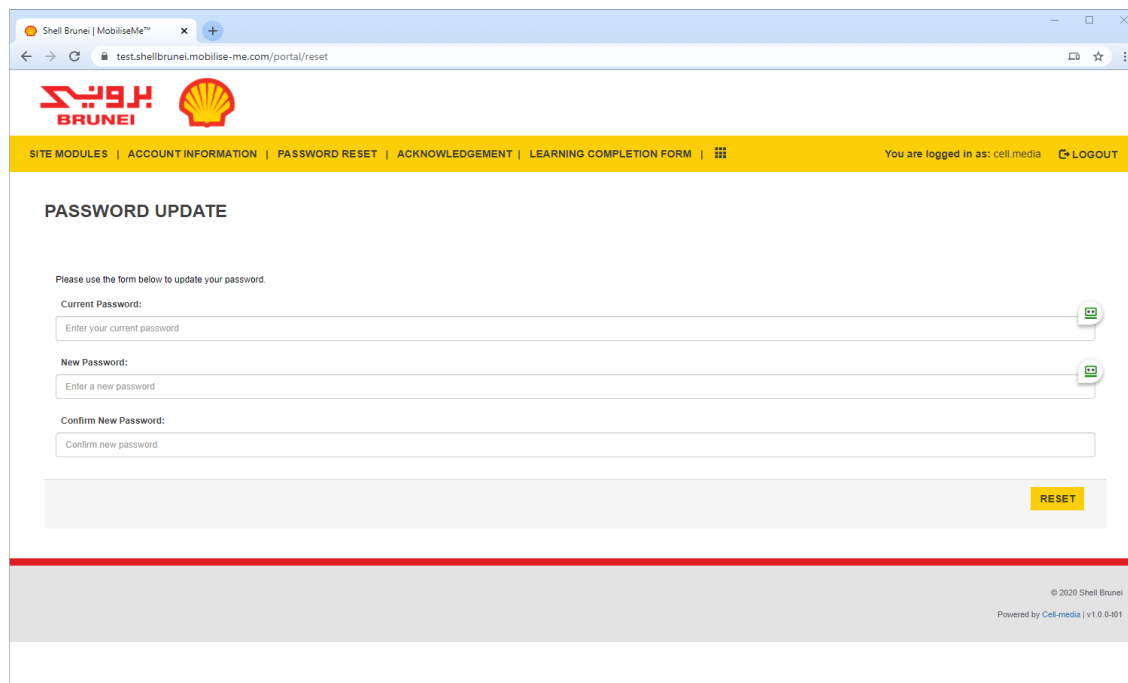 Shell Brunei | MobiliseMe™
test.shellbrunei.mobilise-me.com/portal/reset
بروني
BRUNEI
SITE MODULES | ACCOUNT INFORMATION | PASSWORD RESET | ACKNOWLEDGEMENT | LEARNING COMPLETION FORM |
You are logged in as: cell.media LOGOUT
PASSWORD UPDATE
Please use the form below to update your password.
Current Password:
Enter your current password
New Password:
Enter a new password
Confirm New Password:
Confirm new password
RESET
© 2020 Shell Brunei
Powered by Cell-media | v1.0.0-t01